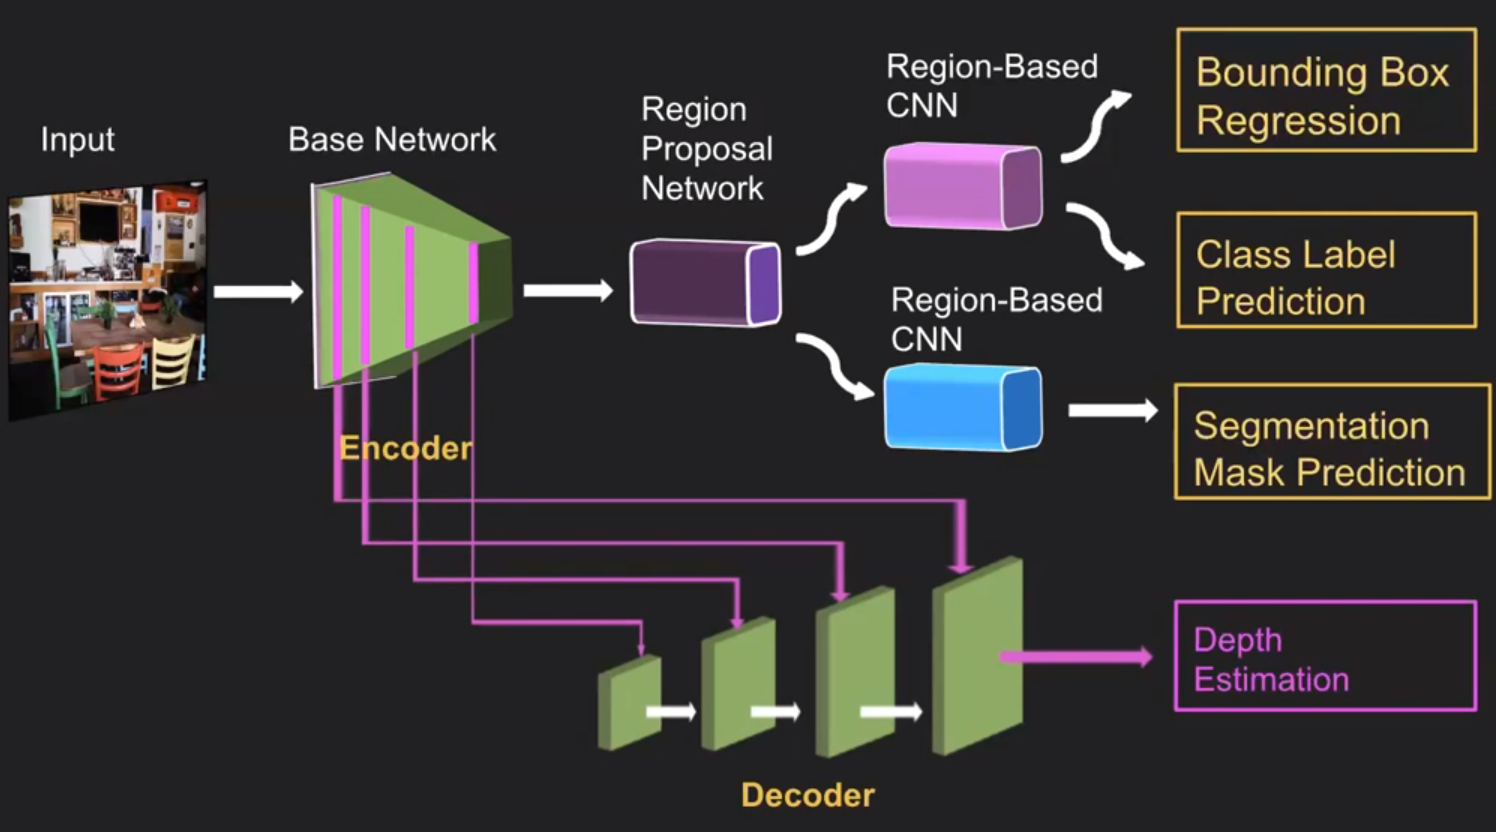 Input
Base Network
Region
Proposal
Network
Region-Based
CNN
Bounding Box
Regression
Class Label
Prediction
Region-Based
CNN
Segmentation
Mask Prediction
Encoder
Depth
Estimation
Decoder